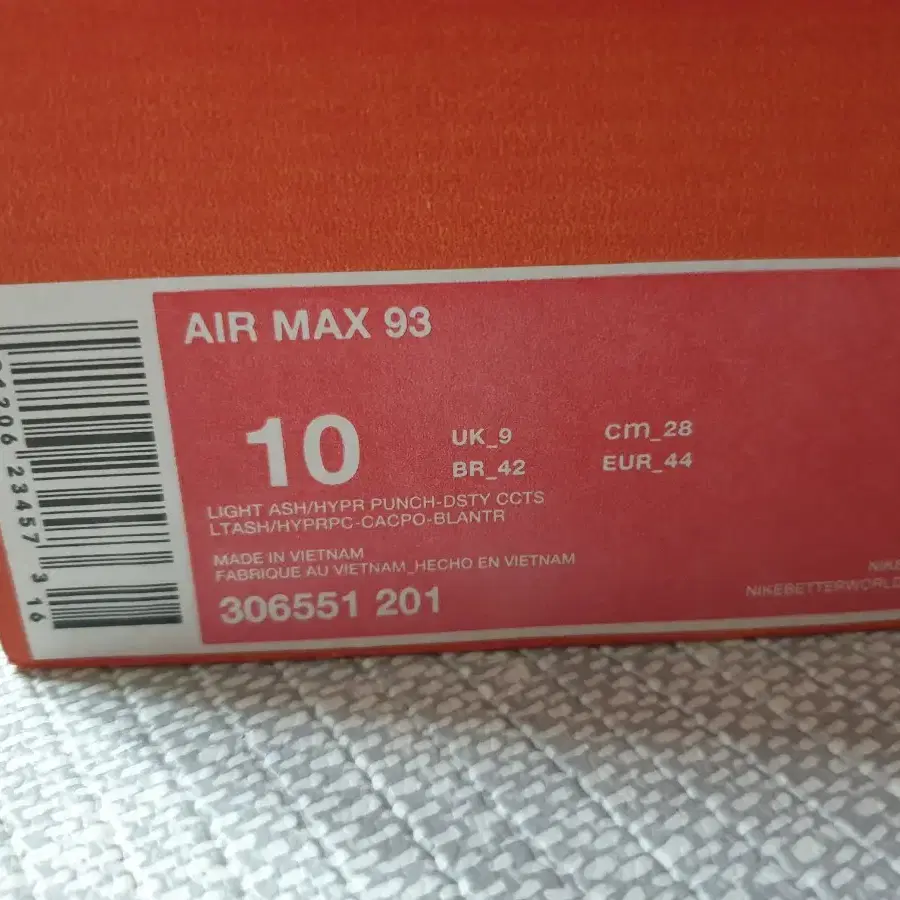 AIR MAX 93
10
UK_9
BR_42
cm_28
EUR_44
LIGHT ASH/HYPR PUNCH-DSTY CCTS
LTASH/HYPRPC-CACPO-BLANTR
MADE IN VIETNAM
FABRIQUE AU VIETNAM_HECHO EN VIETNAM
306551 201
NIKE
NIKEBETTERWORLD
23457 3 16